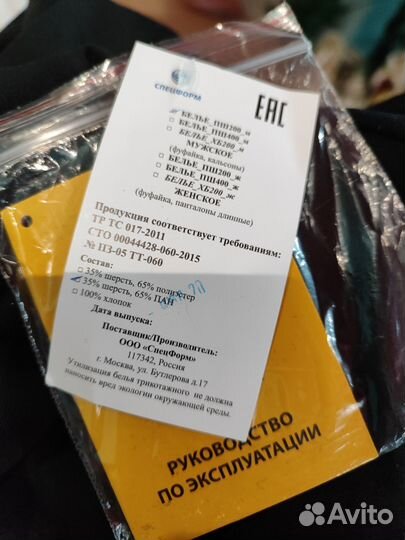 СПЕЦФОРМ
ЕАС
БЕЛЬЕ_ПШ200_м
БЕЛЬЕ_ПШ400_м
БЕЛЬЕ_ХБ200_м
МУЖСКОЕ
(фуфайка, кальсоны)
БЕЛЬЕ_ПШ200_ж
БЕЛЬЕ_ПШ400_ж
БЕЛЬЕ_ХБ200_ж
ЖЕНСКОЕ
(фуфайка, панталоны длинные)
Продукция соответствует требованиям:
ТР ТС 017-2011
СТО 00044428-060-2015
№ ПЗ-05 ТТ-060
Состав:
35% шерсть, 65% полиэстер
35% шерсть, 65% ПАН
100% хлопок
Дата выпуска:
Поставщик/Производитель:
ООО «СпецФорм»
117342, Россия
г. Москва, ул. Бутлерова д.17
Утилизация белья трикотажного не должна
наносить вред экологии окружающей среды.
РУКОВОДСТВО
ПО ЭКСПЛУАТАЦИИ
Avito